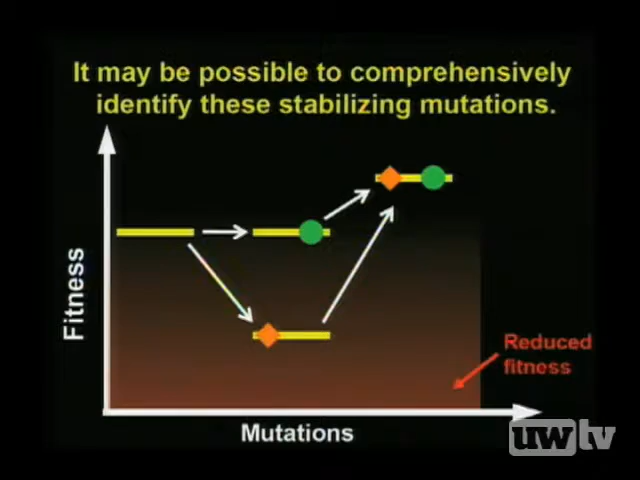 It may be possible to comprehensively
identify these stabilizing mutations.
Fitness
Reduced
fitness
Mutations
uwtv